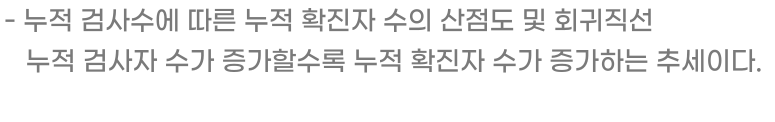 - 누적 검사수에 따른 누적 확진자 수의 산점도 및 회귀직선
누적 검사자 수가 증가할수록 누적 확진자 수가 증가하는 추세이다.